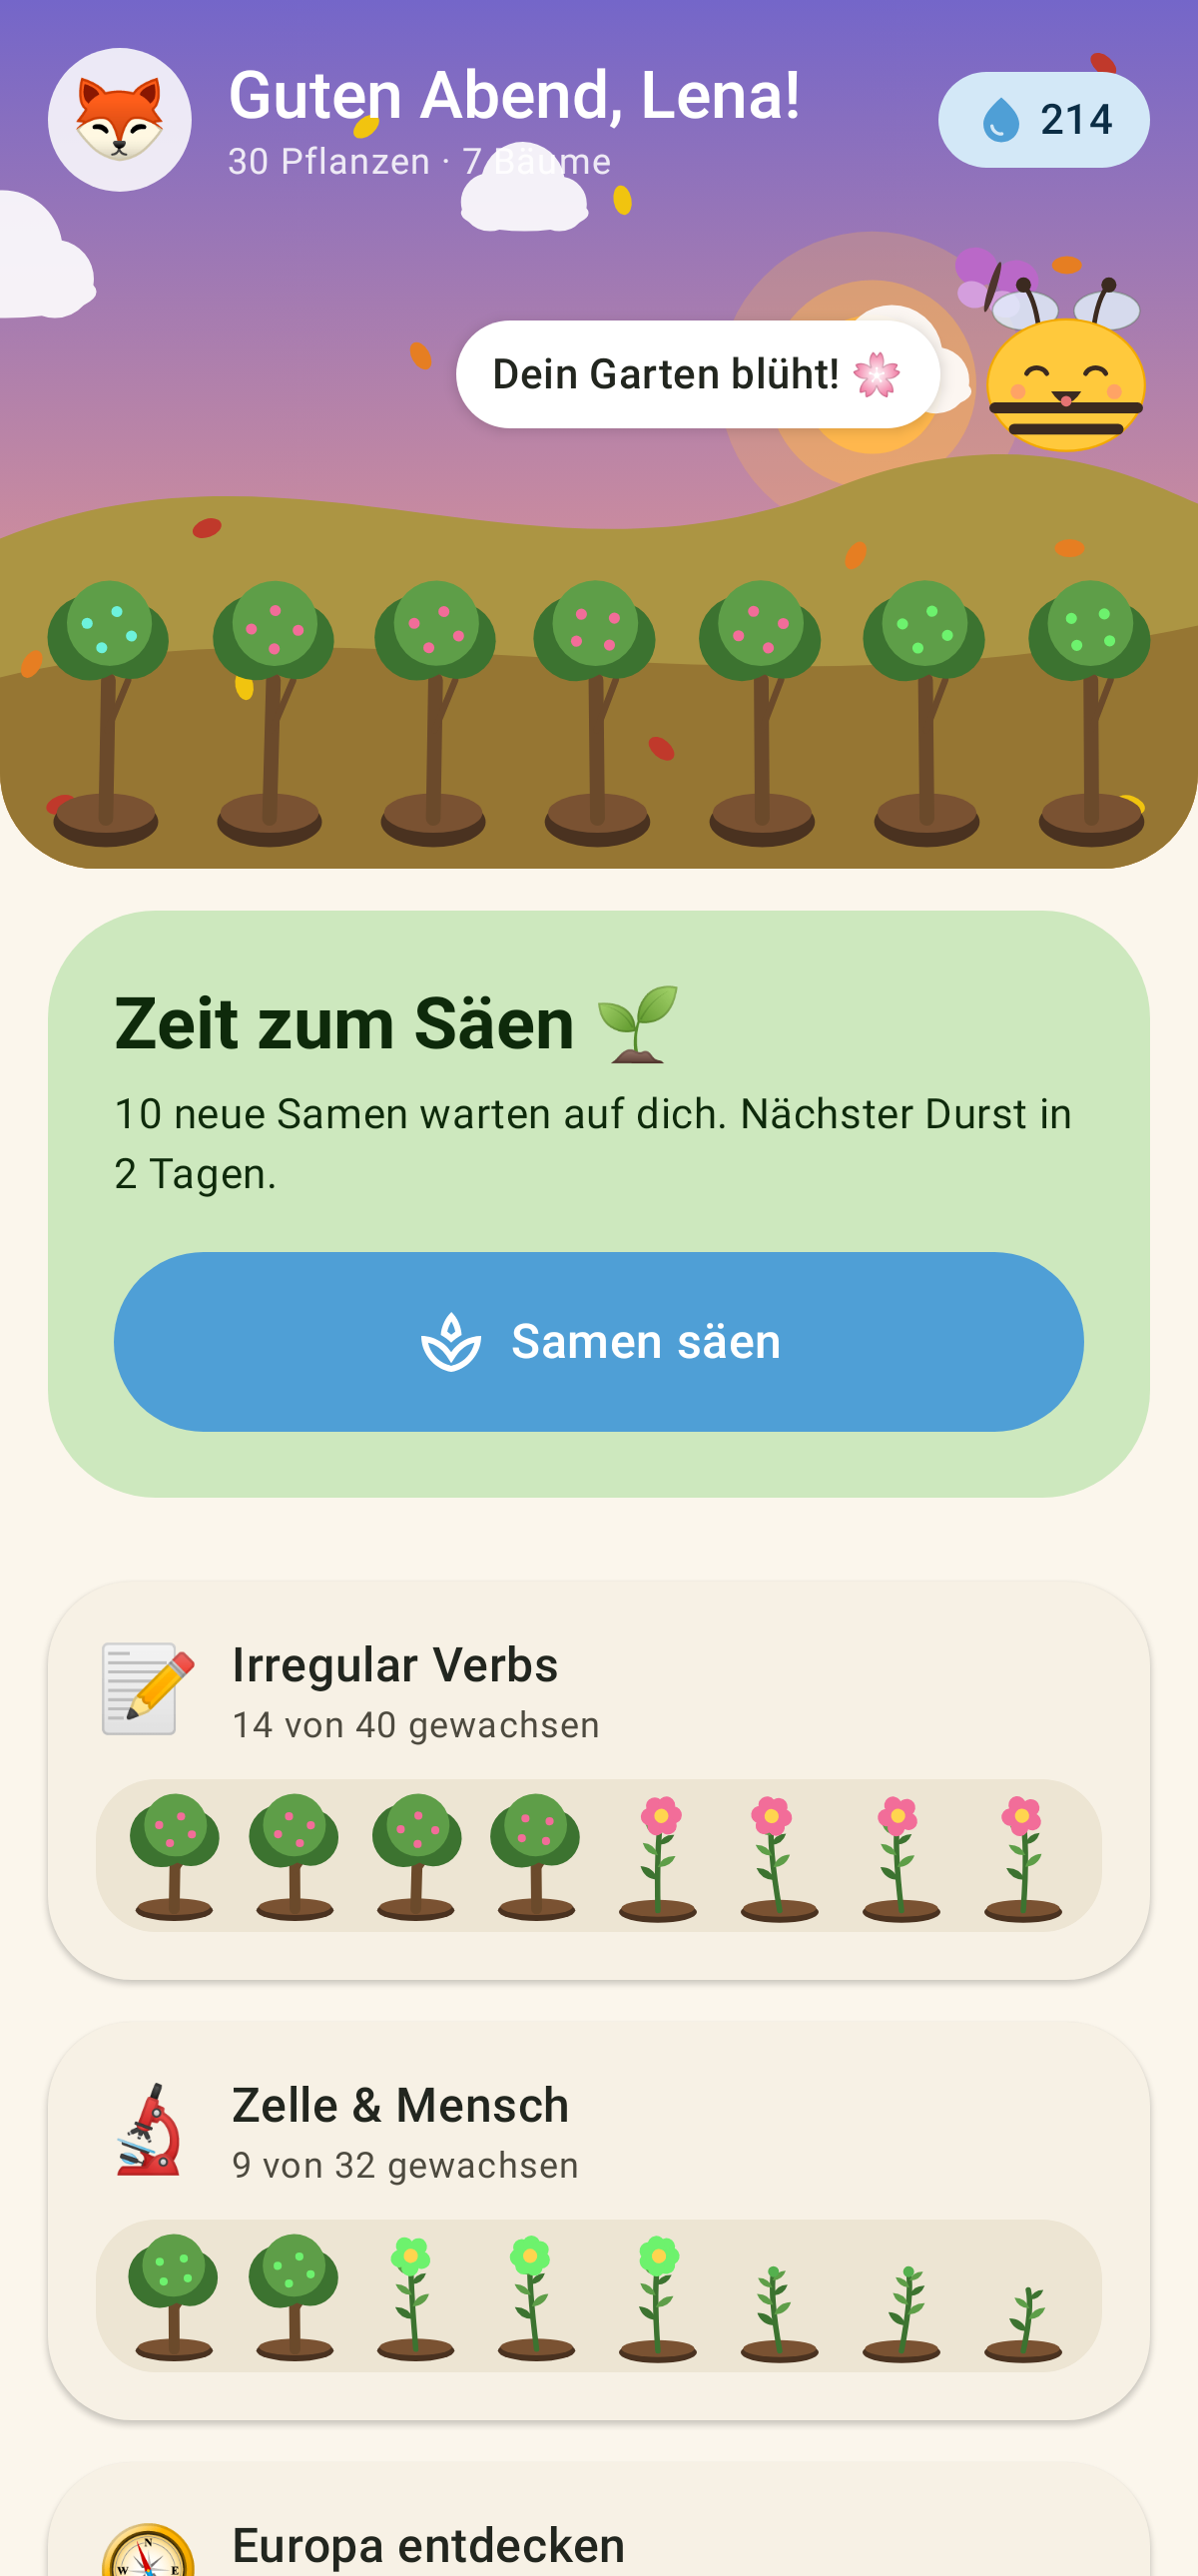 Guten Abend, Lena!
30 Pflanzen · 7 Bäume
214
Dein Garten blüht! 🌸
Zeit zum Säen 🌱
10 neue Samen warten auf dich. Nächster Durst in
2 Tagen.
Samen säen
Irregular Verbs
14 von 40 gewachsen
Zelle & Mensch
9 von 32 gewachsen
Europa entdecken
N
W E